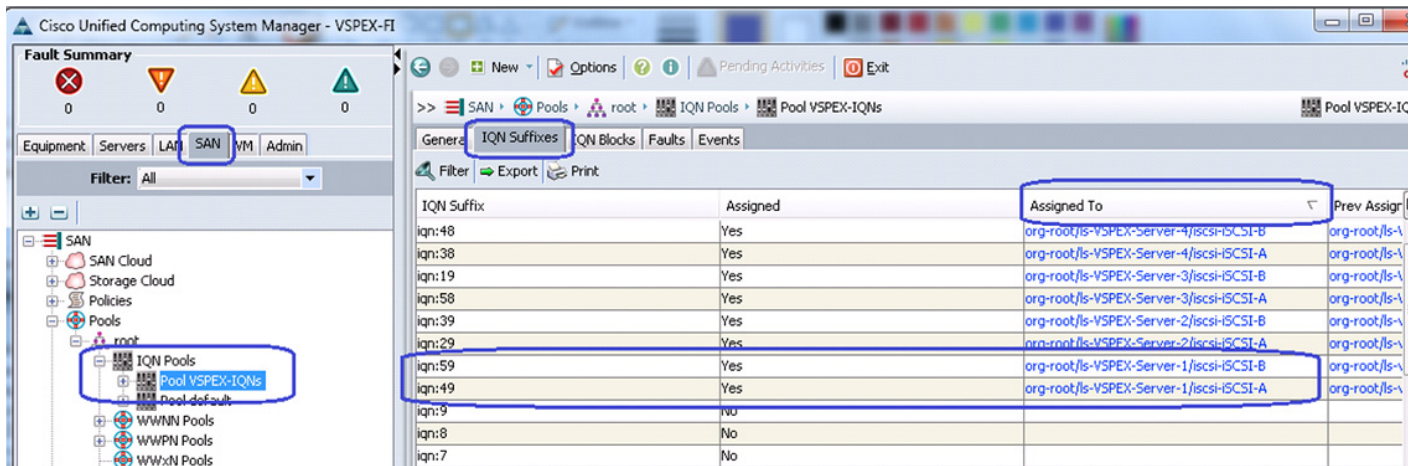 Cisco Unified Computing System Manager - VSPEX-FI
Fault Summary
0 0 0 0
New Options Pending Activities Exit
>> SAN Pools root IQN Pools Pool VSPEX-IQNs Pool VSPEX-IQ
Equipment Servers LAN SAN VM Admin
Filter: All
General IQN Suffixes IQN Blocks Faults Events
Filter Export Print
IQN Suffix Assigned Assigned To Prev Assigr
iqn:48 Yes org-root/ls-VSPEX-Server-4/iscsi-iSCSI-B org-root/ls-V
iqn:38 Yes org-root/ls-VSPEX-Server-4/iscsi-iSCSI-A org-root/ls-V
iqn:19 Yes org-root/ls-VSPEX-Server-3/iscsi-iSCSI-B org-root/ls-V
iqn:58 Yes org-root/ls-VSPEX-Server-3/iscsi-iSCSI-A org-root/ls-V
iqn:39 Yes org-root/ls-VSPEX-Server-2/iscsi-iSCSI-B org-root/ls-V
iqn:29 Yes org-root/ls-VSPEX-Server-2/iscsi-iSCSI-A org-root/ls-V
iqn:59 Yes org-root/ls-VSPEX-Server-1/iscsi-iSCSI-B org-root/ls-V
iqn:49 Yes org-root/ls-VSPEX-Server-1/iscsi-iSCSI-A org-root/ls-V
iqn:9 No
iqn:8 No
iqn:7 No
SAN
SAN Cloud
Storage Cloud
Policies
Pools
root
IQN Pools
Pool VSPEX-IQNs
Pool default
WWNN Pools
WWPN Pools
WWxN Pools